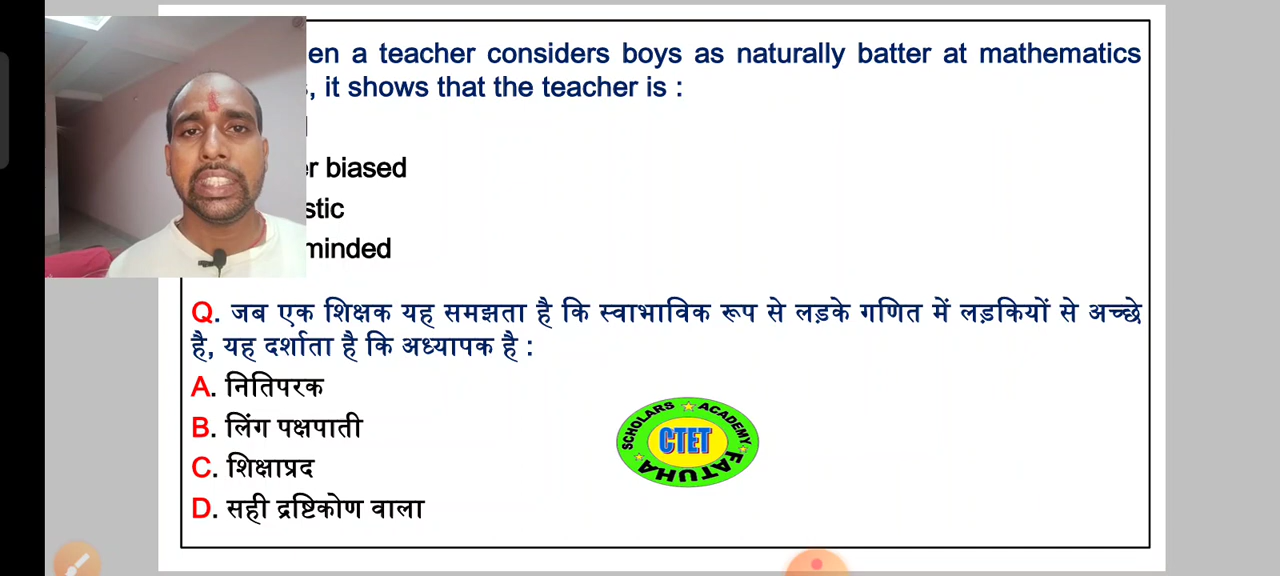 en a teacher considers boys as naturally batter at mathematics
, it shows that the teacher is :
r biased
stic
minded
Q. जब एक शिक्षक यह समझता है कि स्वाभाविक रूप से लड़के गणित में लड़कियों से अच्छे
है, यह दर्शाता है कि अध्यापक है :
A. नितिपरक
B. लिंग पक्षपाती
C. शिक्षाप्रद
D. सही द्रष्टिकोण वाला
SCHOLARS ACADEMY
CTET
FATUHA